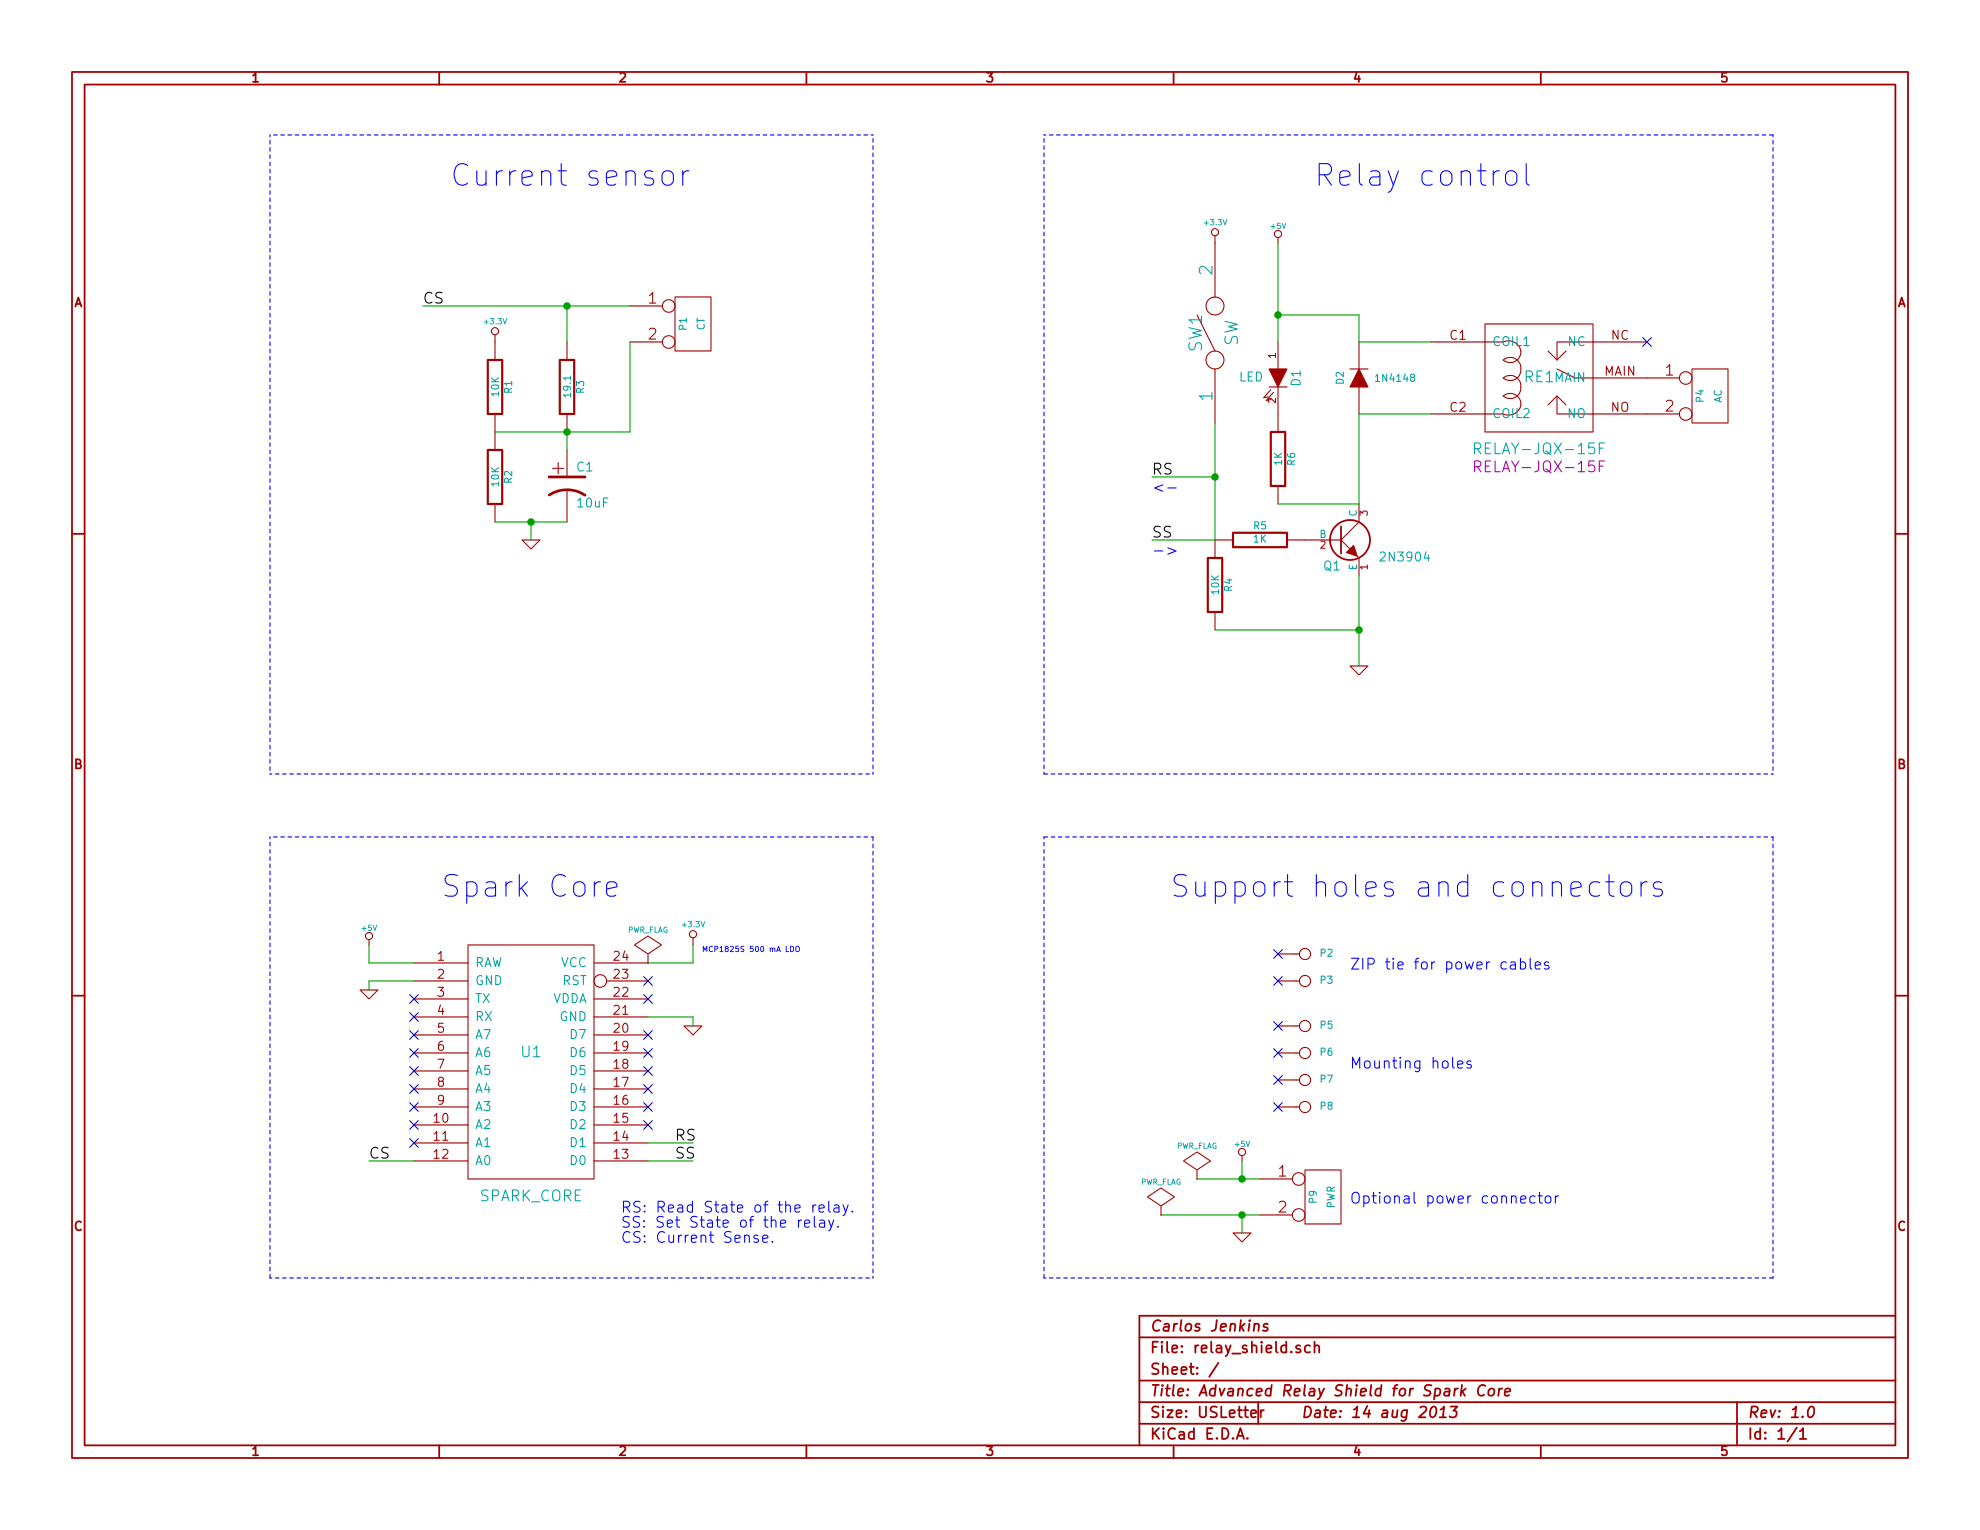 1 2 3 4 5
A A
B B
C C
Current sensor
CS
+3.3V
10K
R1
19.1
R3
1
2
P1
CT
10K
R2
C1
10uF
Relay control
+3.3V
+5V
2
SW1
SW
1
1
LED
D1
2
D2
1N4148
C1
C2
COIL1
COIL2
RE1
NC
MAIN
NO
NC
MAIN
NO
1
2
P4
AC
RELAY-JQX-15F
RELAY-JQX-15F
1K
R6
RS
<-
SS
->
R5
1K
B
2
C
3
E
1
Q1
2N3904
10K
R4
Spark Core
+5V
PWR_FLAG
+3.3V
MCP1825S 500 mA LDO
1 RAW VCC 24
2 GND RST 23
3 TX VDDA 22
4 RX GND 21
5 A7 D7 20
6 A6 U1 D6 19
7 A5 D5 18
8 A4 D4 17
9 A3 D3 16
10 A2 D2 15
11 A1 D1 14 RS
CS 12 A0 D0 13 SS
SPARK_CORE
RS: Read State of the relay.
SS: Set State of the relay.
CS: Current Sense.
Support holes and connectors
P2
P3
ZIP tie for power cables
P5
P6
P7
P8
Mounting holes
PWR_FLAG
+5V
PWR_FLAG
1
2
P9
PWR
Optional power connector
Carlos Jenkins
File: relay_shield.sch
Sheet: /
Title: Advanced Relay Shield for Spark Core
Size: USLetter Date: 14 aug 2013 Rev: 1.0
KiCad E.D.A. Id: 1/1
1 2 3 4 5